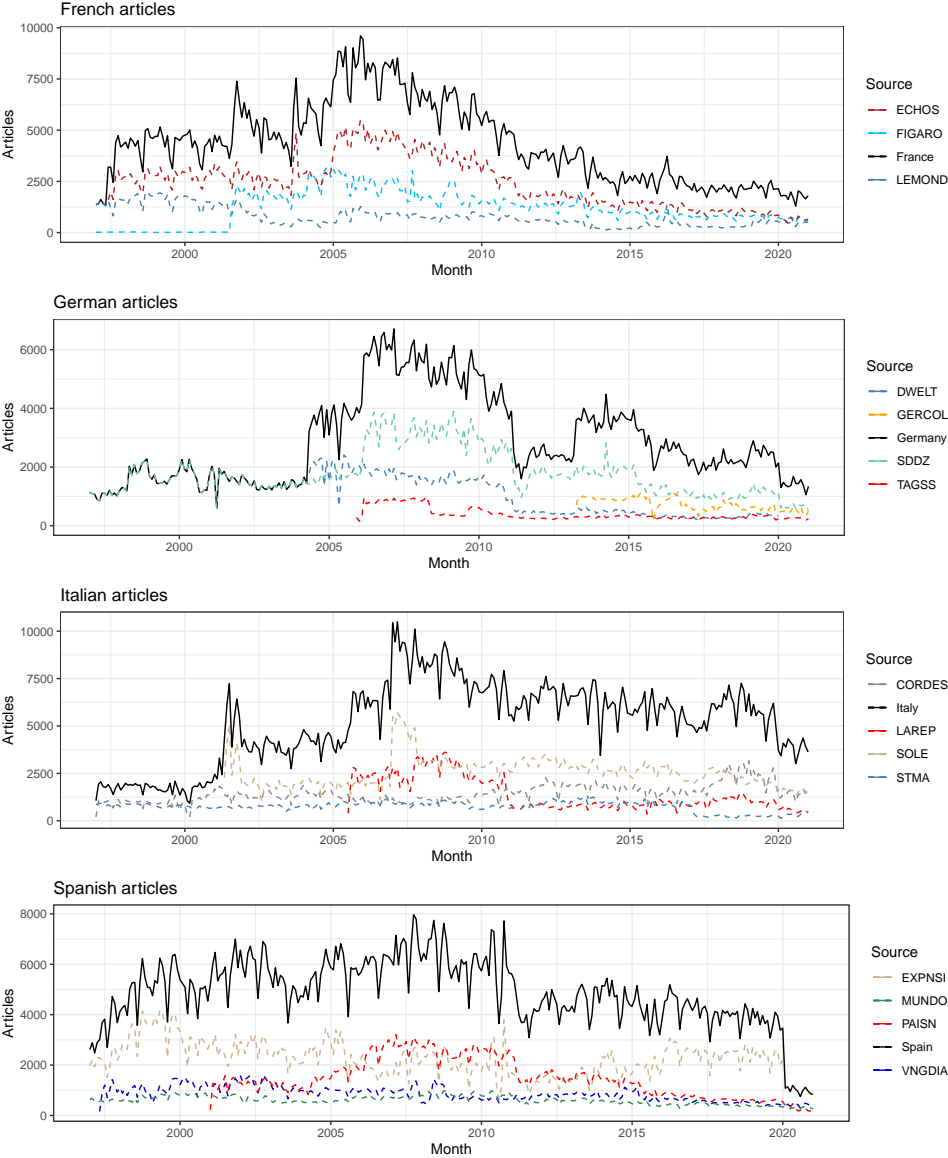 French articles
10000
7500
5000
2500
0
Articles
2000
2005
2010
2015
2020
Month
Source
ECHOS
FIGARO
France
LEMOND
German articles
6000
4000
2000
0
Articles
2000
2005
2010
2015
2020
Month
Source
DWELT
GERCOL
Germany
SDDZ
TAGSS
Italian articles
10000
7500
5000
2500
0
Articles
2000
2005
2010
2015
2020
Month
Source
CORDES
Italy
LAREP
SOLE
STMA
Spanish articles
8000
6000
4000
2000
0
Articles
2000
2005
2010
2015
2020
Month
Source
EXPNSI
MUNDO
PAISN
Spain
VNGDIA